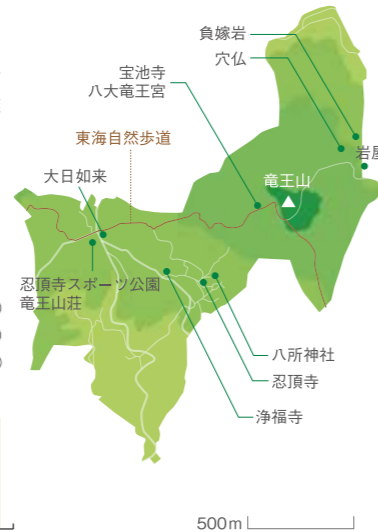 負嫁岩
穴仏
宝池寺
八大竜王宮
岩屋
東海自然歩道
竜王山
大日如来
忍頂寺スポーツ公園
竜王山荘
八所神社
忍頂寺
浄福寺
500m